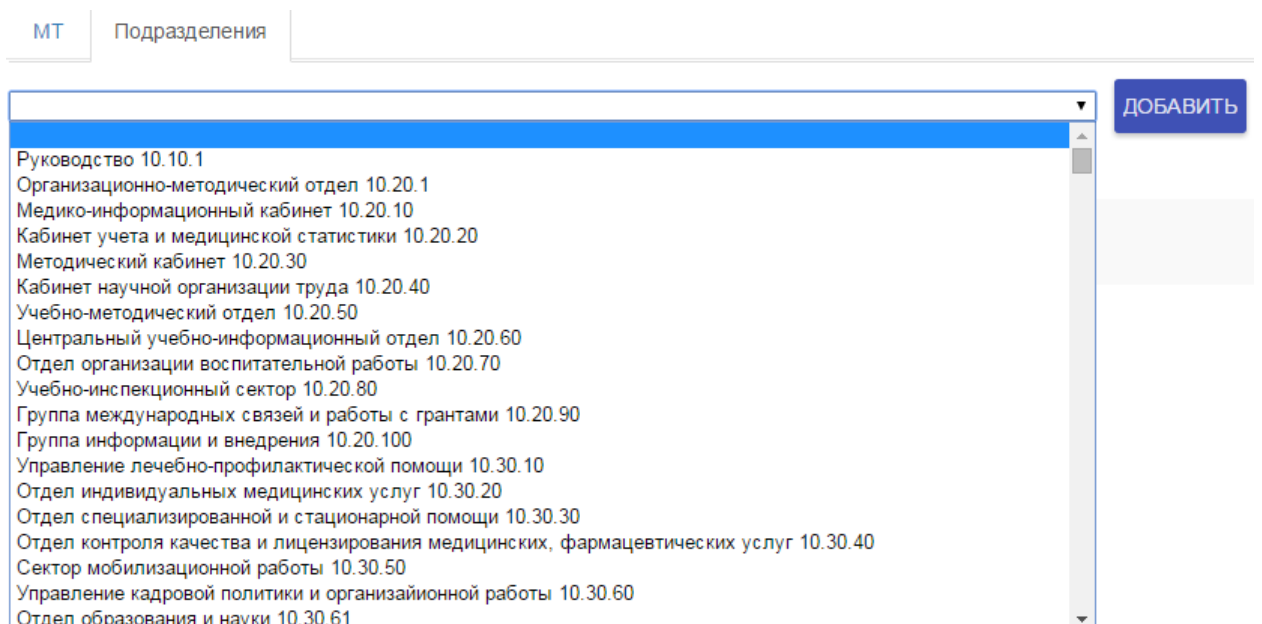 МТ Подразделения
ДОБАВИТЬ
Руководство 10.10.1
Организационно-методический отдел 10.20.1
Медико-информационный кабинет 10.20.10
Кабинет учета и медицинской статистики 10.20.20
Методический кабинет 10.20.30
Кабинет научной организации труда 10.20.40
Учебно-методический отдел 10.20.50
Центральный учебно-информационный отдел 10.20.60
Отдел организации воспитательной работы 10.20.70
Учебно-инспекционный сектор 10.20.80
Группа международных связей и работы с грантами 10.20.90
Группа информации и внедрения 10.20.100
Управление лечебно-профилактической помощи 10.30.10
Отдел индивидуальных медицинских услуг 10.30.20
Отдел специализированной и стационарной помощи 10.30.30
Отдел контроля качества и лицензирования медицинских, фармацевтических услуг 10.30.40
Сектор мобилизационной работы 10.30.50
Управление кадровой политики и организайионной работы 10.30.60
Отдел образования и науки 10.30.61